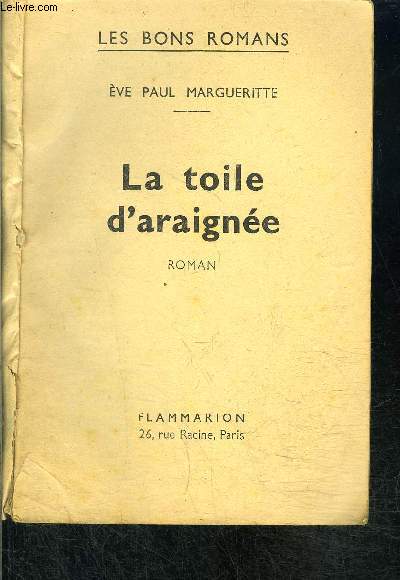 Le-livre.com
LES BONS ROMANS
ÈVE PAUL MARGUERITTE
La toile
d'araignée
ROMAN
FLAMMARION
26, rue Racine, Paris